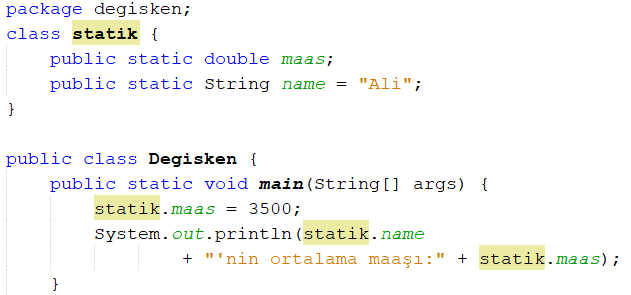 package degisken;
class statik {
    public static double maas;
    public static String name = "Ali";
}

public class Degisken {
    public static void main(String[] args) {
        statik.maas = 3500;
        System.out.println(statik.name
                + "'nin ortalama maaşı:" + statik.maas);
    }